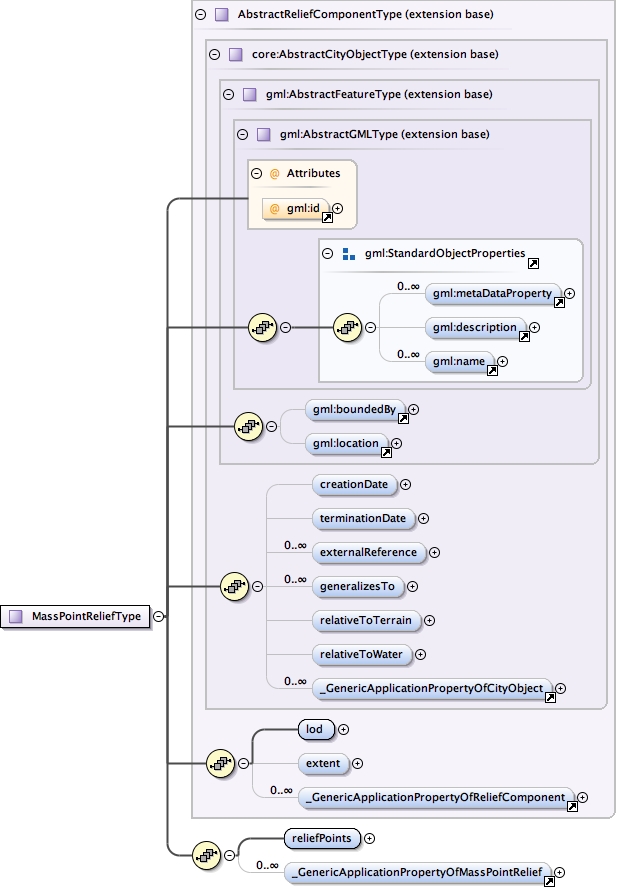 AbstractReliefComponentType (extension base)
core:AbstractCityObjectType (extension base)
gml:AbstractFeatureType (extension base)
gml:AbstractGMLType (extension base)
@ Attributes
@ gml:id
gml:StandardObjectProperties
0..∞
gml:metaDataProperty
gml:description
0..∞
gml:name
gml:boundedBy
gml:location
creationDate
terminationDate
0..∞
externalReference
0..∞
generalizesTo
MassPointReliefType
relativeToTerrain
relativeToWater
0..∞
_GenericApplicationPropertyOfCityObject
lod
extent
0..∞
_GenericApplicationPropertyOfReliefComponent
reliefPoints
0..∞
_GenericApplicationPropertyOfMassPointRelief